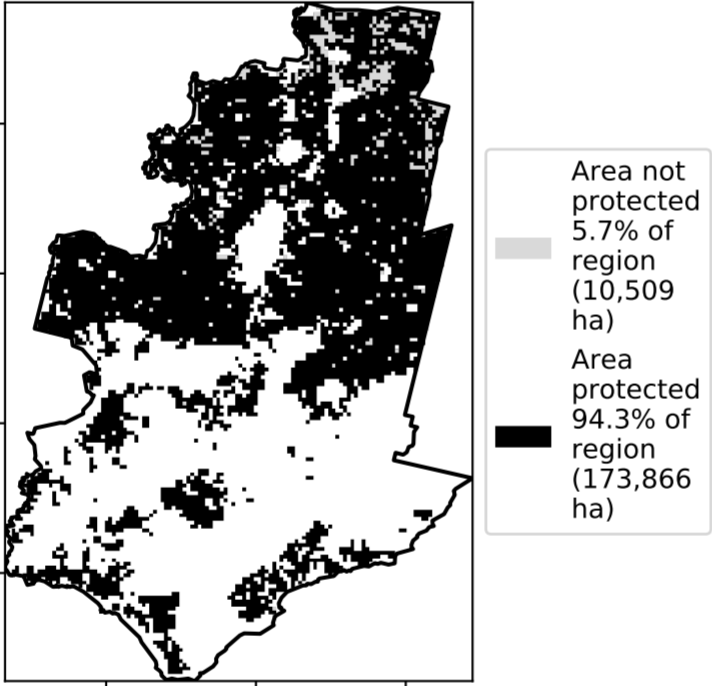 Area not
protected
5.7% of
region
(10,509
ha)
Area
protected
94.3% of
region
(173,866
ha)